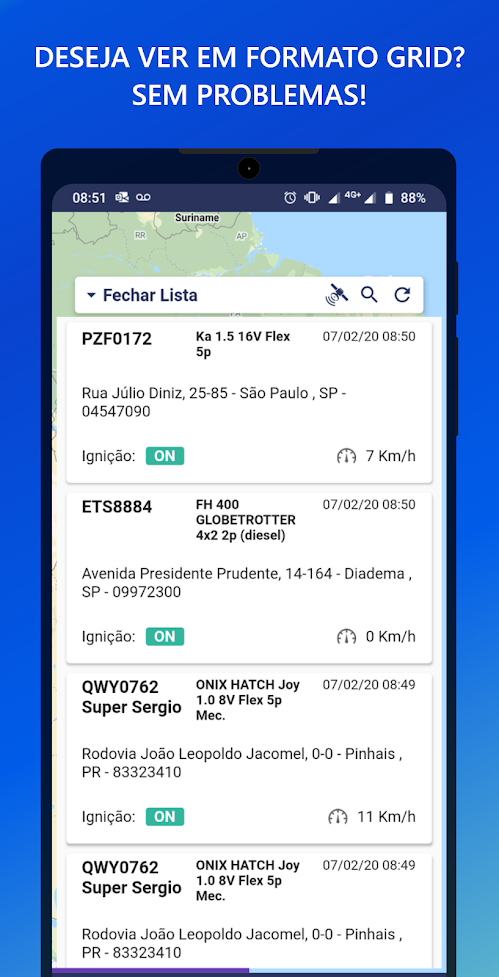 DESEJA VER EM FORMATO GRID?
SEM PROBLEMAS!
08:51
4G+
88%
Suriname
RR
AP
Fechar Lista
PZF0172
Ka 1.5 16V Flex
5p
07/02/20 08:50
Rua Júlio Diniz, 25-85 - São Paulo , SP -
04547090
Ignição: ON
7 Km/h
ETS8884
FH 400
GLOBETROTTER
4x2 2p (diesel)
07/02/20 08:50
Avenida Presidente Prudente, 14-164 - Diadema ,
SP - 09972300
Ignição: ON
0 Km/h
QWY0762
Super Sergio
ONIX HATCH Joy
1.0 8V Flex 5p
Mec.
07/02/20 08:49
Rodovia João Leopoldo Jacomel, 0-0 - Pinhais ,
PR - 83323410
Ignição: ON
11 Km/h
QWY0762
Super Sergio
ONIX HATCH Joy
1.0 8V Flex 5p
Mec.
07/02/20 08:49
Rodovia João Leopoldo Jacomel, 0-0 - Pinhais ,
PR - 83323410